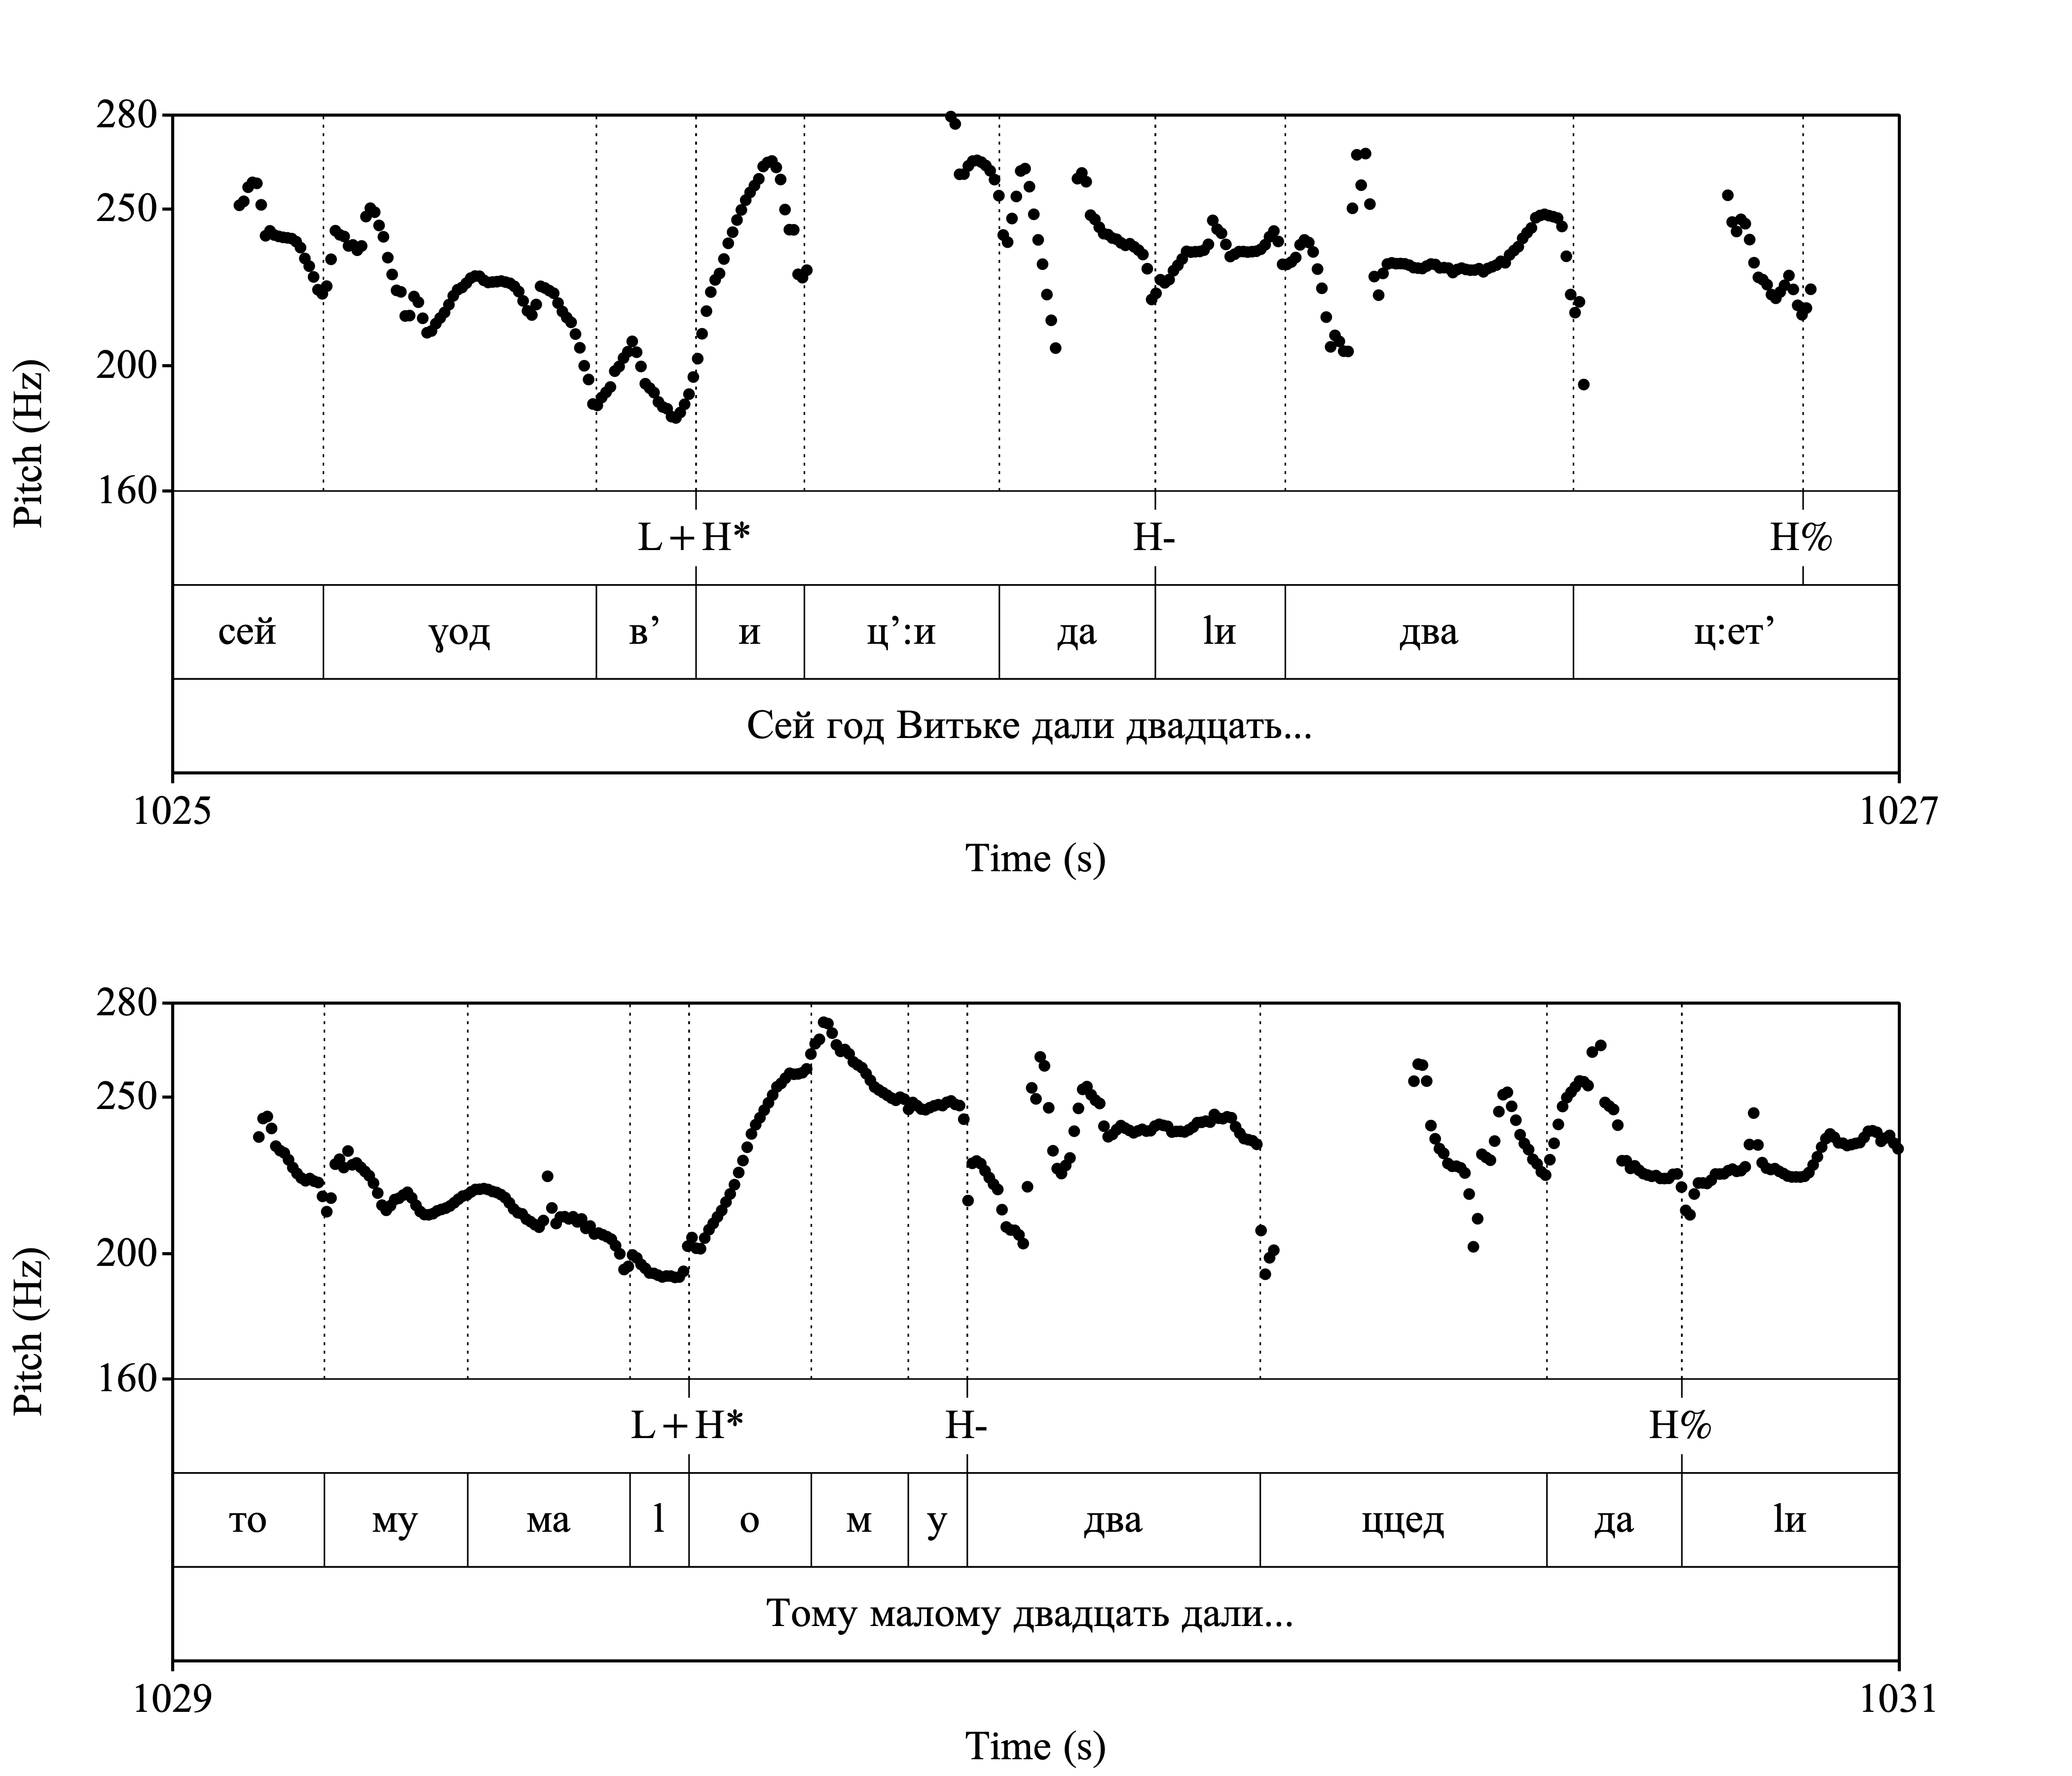 280
250
200
160
Pitch (Hz)
L+H* H- H%
сей ɣод в’ и ц’:и да lи два ц:ет’
Сей год Витьке дали двадцать...
1025 1027
Time (s)
280
250
200
160
Pitch (Hz)
L+H* H- H%
то му ма l о м у два ццед да lи
Тому малому двадцать дали...
1029 1031
Time (s)